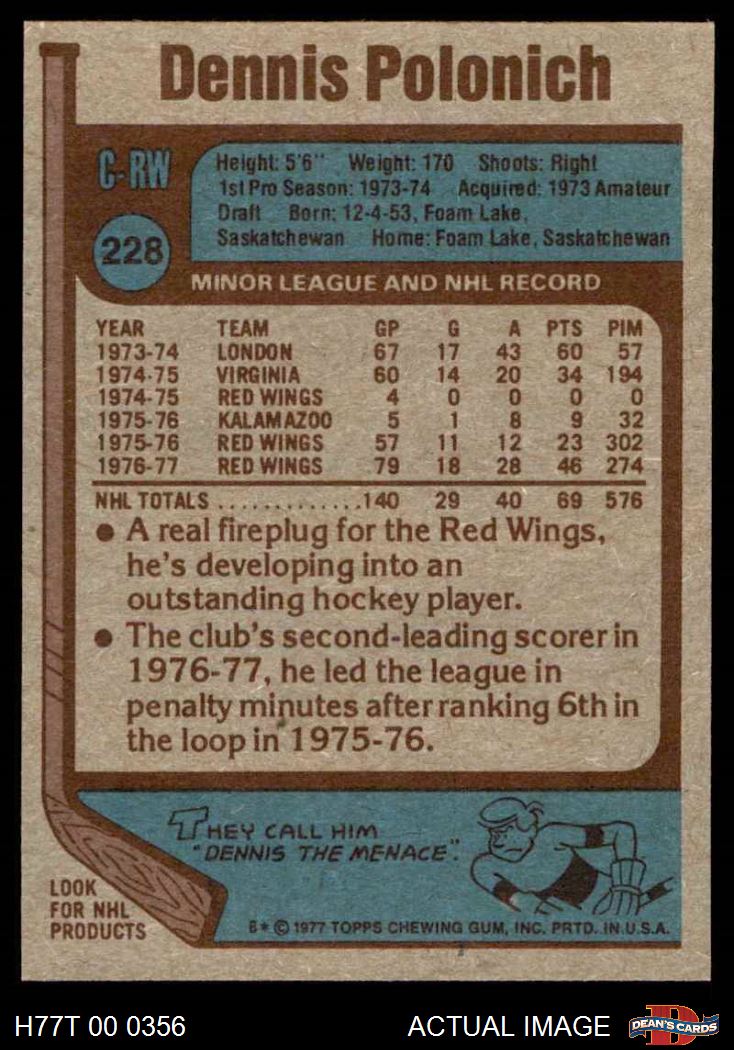 Dennis Polonich
C-RW
Height: 5'6" Weight: 170 Shoots: Right
1st Pro Season: 1973-74 Acquired: 1973 Amateur
Draft Born: 12-4-53, Foam Lake,
Saskatchewan Home: Foam Lake, Saskatchewan
228
MINOR LEAGUE AND NHL RECORD
YEAR TEAM GP G A PTS PIM
1973-74 LONDON 67 17 43 60 57
1974-75 VIRGINIA 60 14 20 34 194
1974-75 RED WINGS 4 0 0 0 0
1975-76 KALAMAZOO 5 1 8 9 32
1975-76 RED WINGS 57 11 12 23 302
1976-77 RED WINGS 79 18 28 46 274
NHL TOTALS .............140 29 40 69 576
● A real fireplug for the Red Wings,
he's developing into an
outstanding hockey player.
● The club's second-leading scorer in
1976-77, he led the league in
penalty minutes after ranking 6th in
the loop in 1975-76.
THEY CALL HIM
"DENNIS THE MENACE".
LOOK
FOR NHL
PRODUCTS
B* © 1977 TOPPS CHEWING GUM, INC. PRTD. IN U.S.A.
H77T 00 0356 ACTUAL IMAGE
D
DEAN'S CARDS